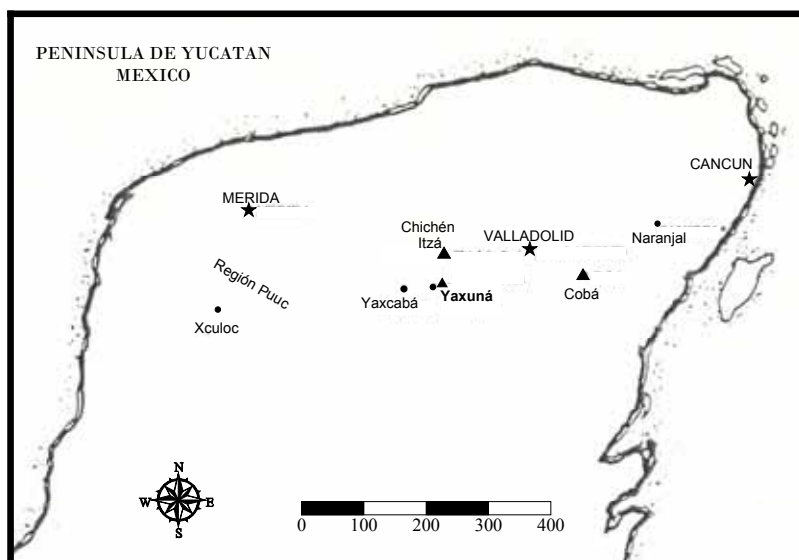 PENINSULA DE YUCATAN
MEXICO
CANCUN
MERIDA
Chichén
Itzá
VALLADOLID
Naranjal
Región Puuc
Yaxcabá
Yaxuná
Cobá
Xculoc
N
W
E
S
0 100 200 300 400